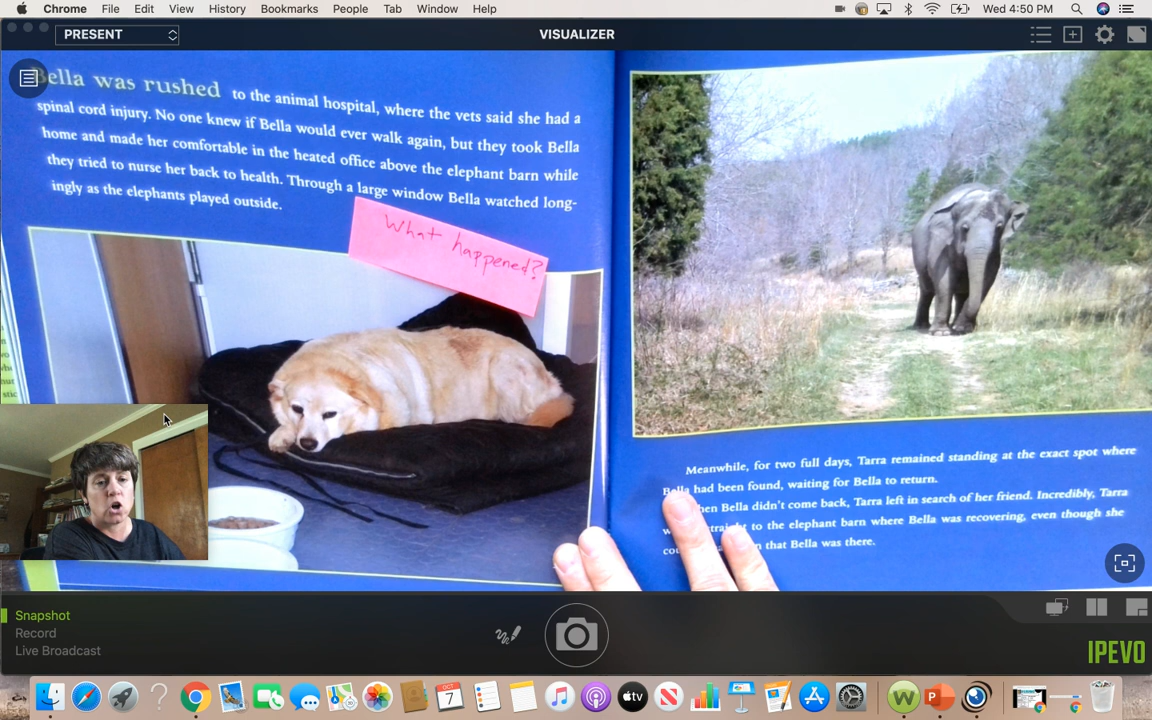 Chrome File Edit View History Bookmarks People Tab Window Help Wed 4:50 PM
PRESENT
VISUALIZER
Bella was rushed to the animal hospital, where the vets said she had a
spinal cord injury. No one knew if Bella would ever walk again, but they took Bella
home and made her comfortable in the heated office above the elephant barn while
they tried to nurse her back to health. Through a large window Bella watched long-
ingly as the elephants played outside.
What happened?
Meanwhile, for two full days, Tarra remained standing at the exact spot where
Bella had been found, waiting for Bella to return.
hen Bella didn't come back, Tarra left in search of her friend. Incredibly, Tarra
to the elephant barn where Bella was recovering, even though she
that Bella was there.
Snapshot
Record
Live Broadcast
IPEVO
OCT
7
tv